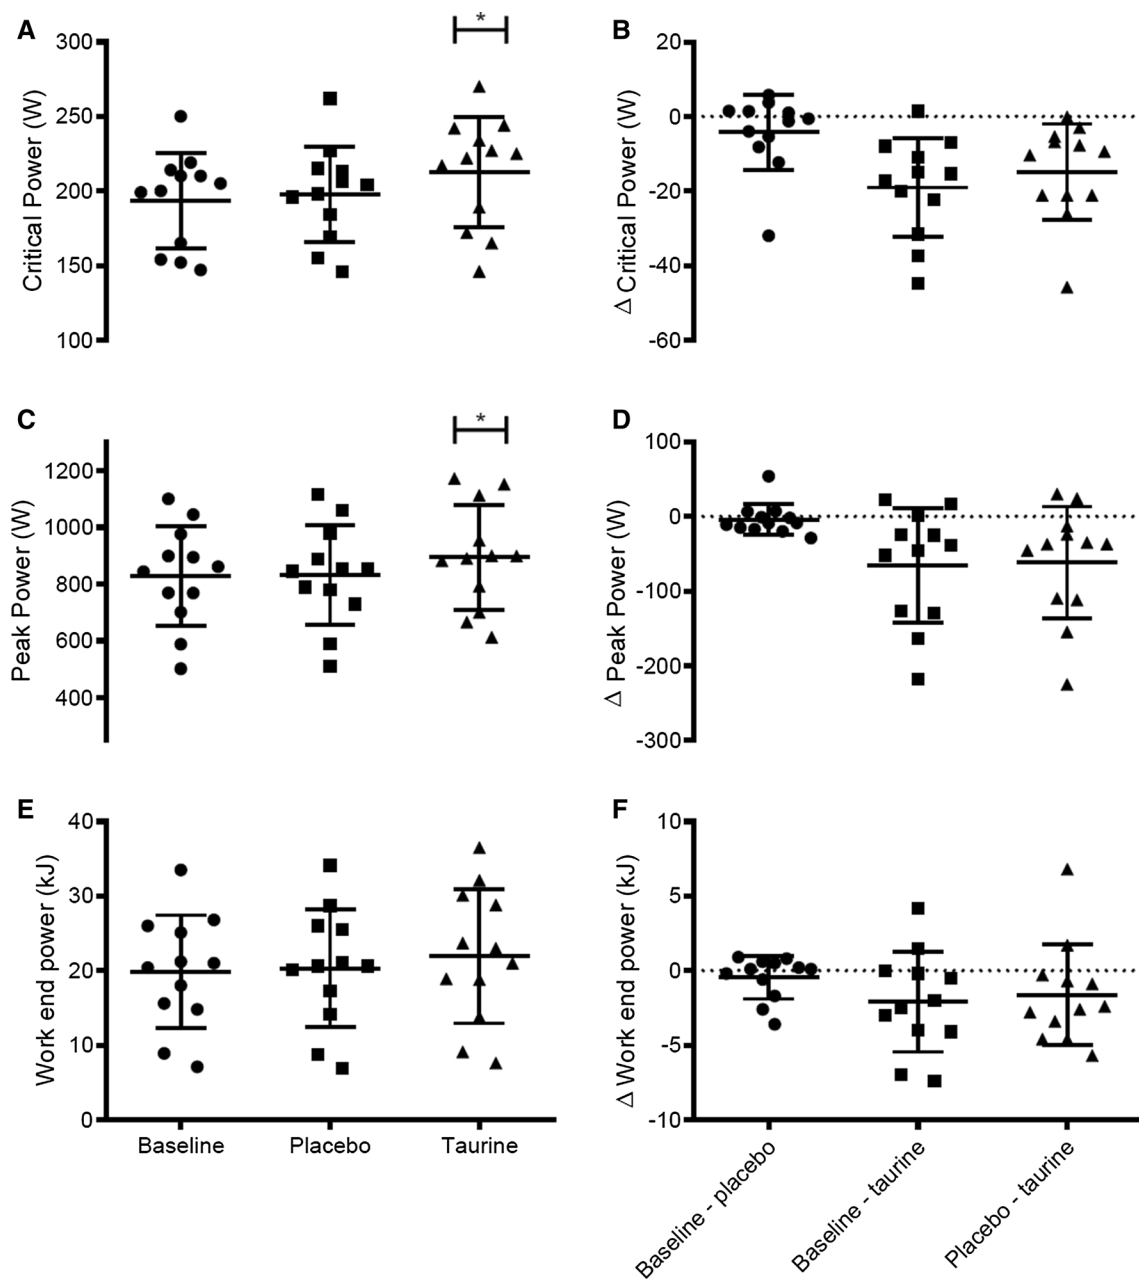 A
Critical Power (W)
300
250
200
150
100
*
B
Δ Critical Power (W)
20
0
-20
-40
-60
C
Peak Power (W)
1200
1000
800
600
400
*
D
Δ Peak Power (W)
100
0
-100
-200
-300
E
Work end power (kJ)
40
30
20
10
0
Baseline
Placebo
Taurine
F
Δ Work end power (kJ)
10
5
0
-5
-10
Baseline - placebo
Baseline - taurine
Placebo - taurine